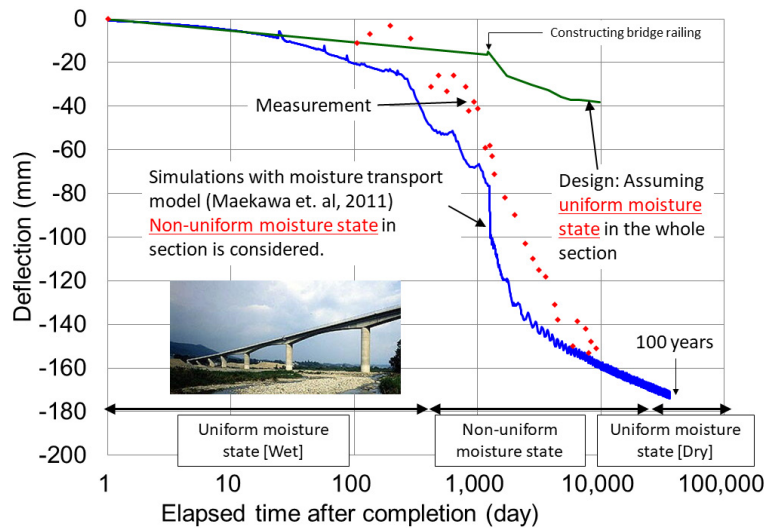 0
-20
-40
-60
-80
-100
-120
-140
-160
-180
-200
Deflection (mm)
Constructing bridge railing
Measurement
Simulations with moisture transport
model (Maekawa et. al, 2011)
Non-uniform moisture state in
section is considered.
Design: Assuming
uniform moisture
state in the whole
section
100 years
Uniform moisture
state [Wet]
Non-uniform
moisture state
Uniform moisture
state [Dry]
1
10
100
1,000
10,000
100,000
Elapsed time after completion (day)